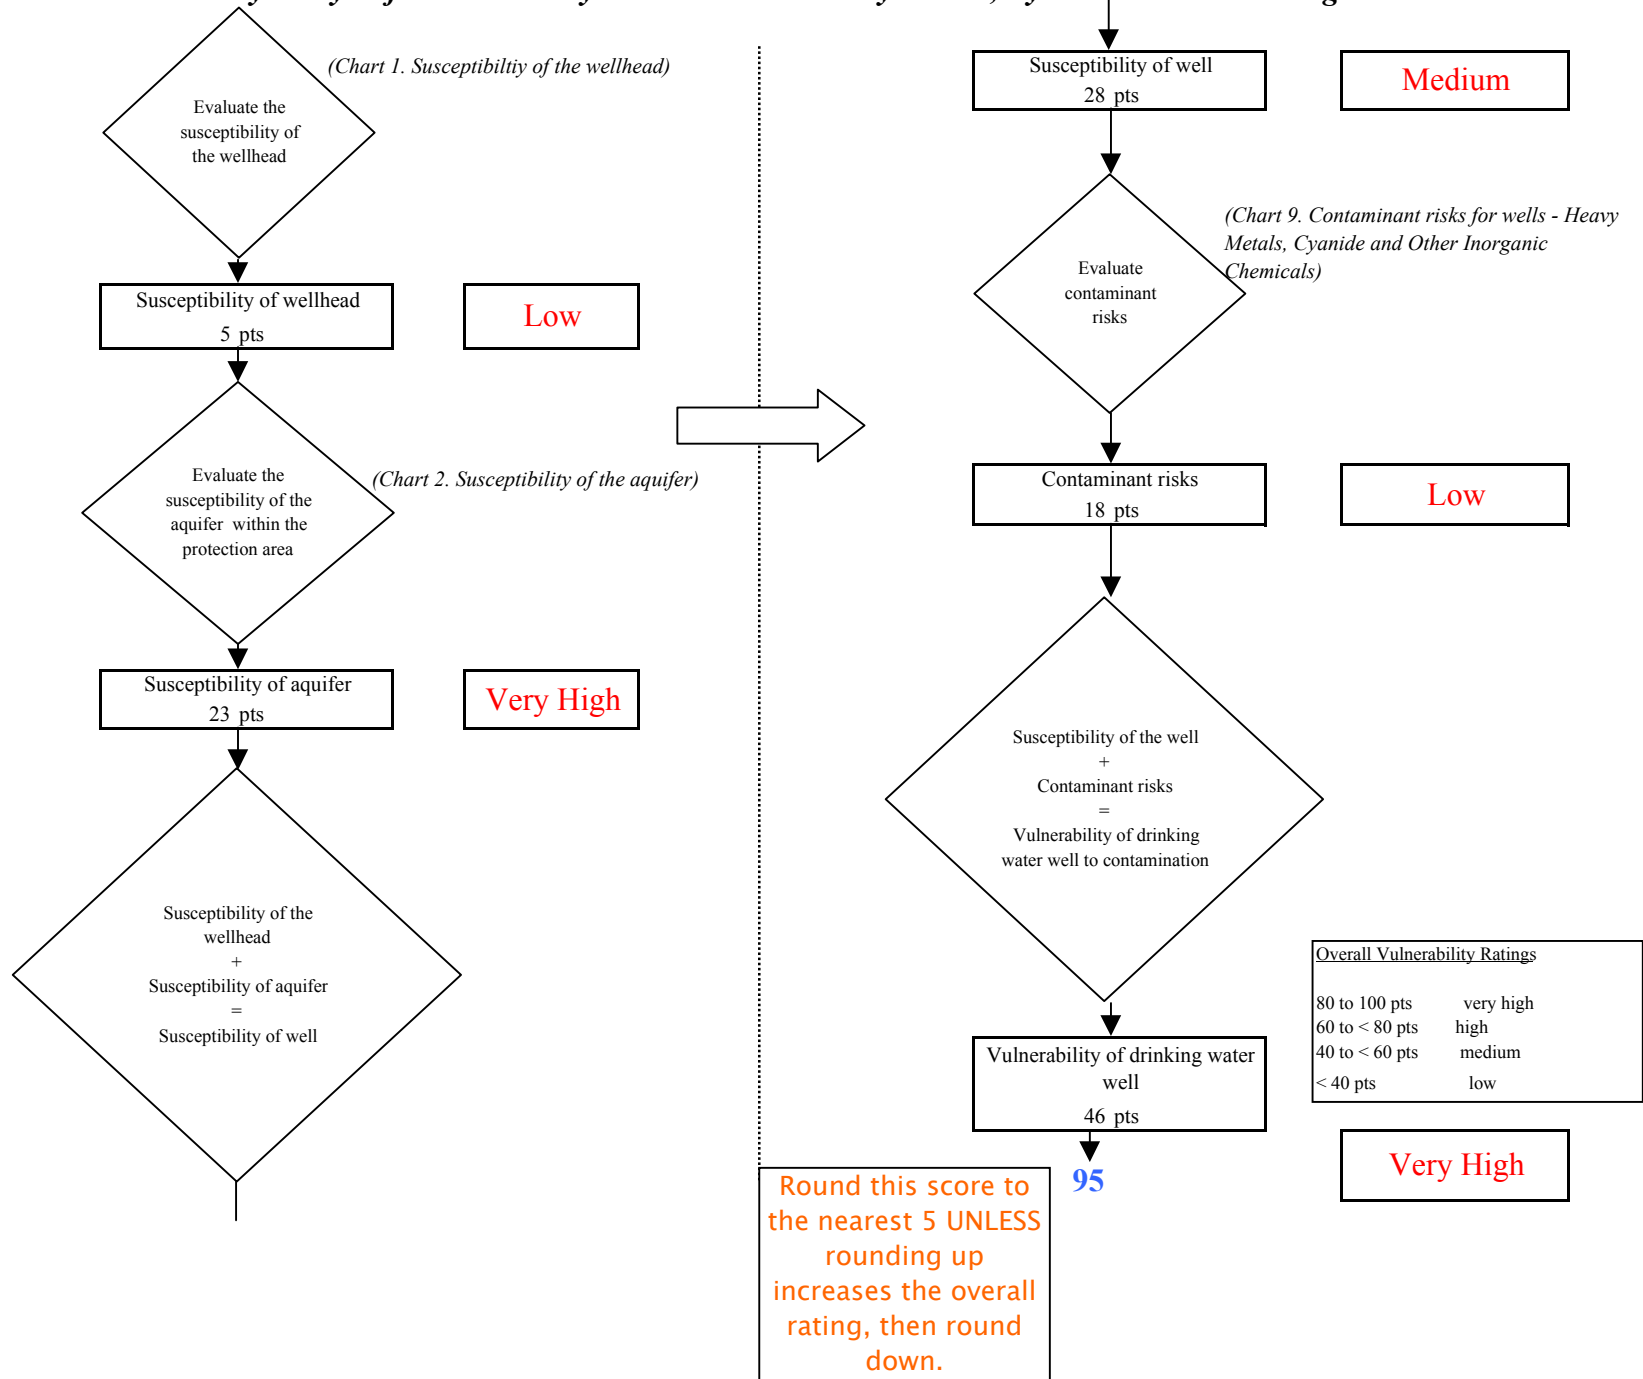 (Chart 1. Susceptibiltiy of the wellhead)
Evaluate the
susceptibility of
the wellhead
Susceptibility of wellhead
5 pts
Low
(Chart 2. Susceptibility of the aquifer)
Evaluate the
susceptibility of the
aquifer within the
protection area
Susceptibility of aquifer
23 pts
Very High
Susceptibility of the
wellhead
+
Susceptibility of aquifer
=
Susceptibility of well
Susceptibility of well
28 pts
Medium
(Chart 9. Contaminant risks for wells - Heavy
Metals, Cyanide and Other Inorganic
Chemicals)
Evaluate
contaminant
risks
Contaminant risks
18 pts
Low
Susceptibility of the well
+
Contaminant risks
=
Vulnerability of drinking
water well to contamination
Overall Vulnerability Ratings
80 to 100 pts very high
60 to < 80 pts high
40 to < 60 pts medium
< 40 pts low
Vulnerability of drinking water
well
46 pts
95
Very High
Round this score to
the nearest 5 UNLESS
rounding up
increases the overall
rating, then round
down.